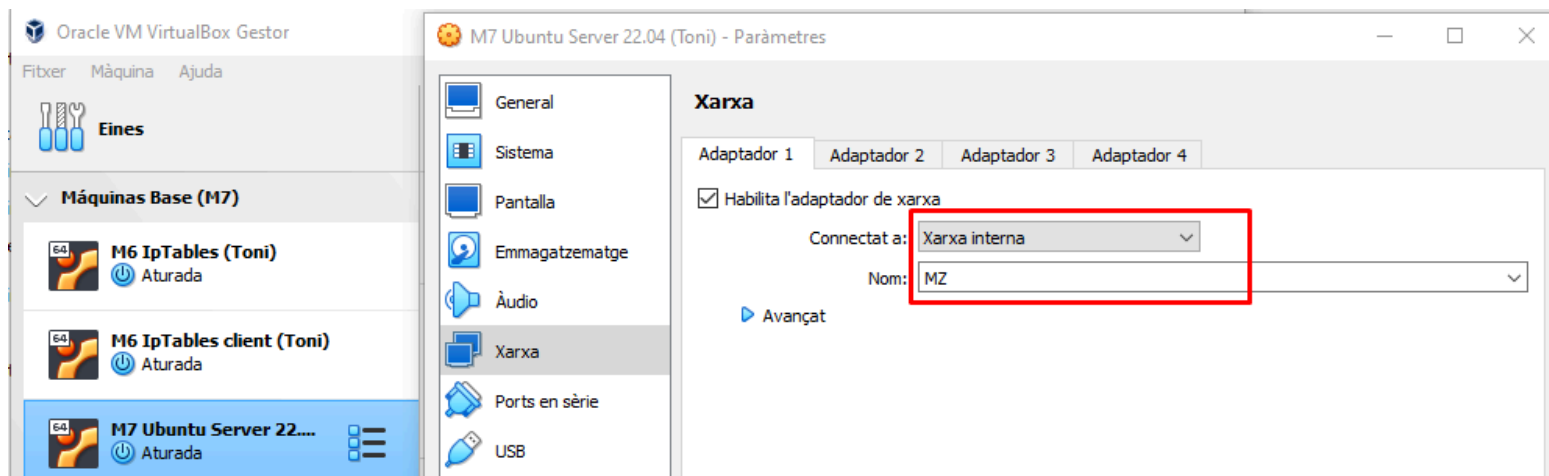 Oracle VM VirtualBox Gestor
Fitxer Màquina Ajuda
Eines
Máquinas Base (M7)
64
M6 IpTables (Toni)
Aturada
64
M6 IpTables client (Toni)
Aturada
64
M7 Ubuntu Server 22....
Aturada
M7 Ubuntu Server 22.04 (Toni) - Paràmetres
General
Sistema
Pantalla
Emmagatzematge
Àudio
Xarxa
Ports en sèrie
USB
Xarxa
Adaptador 1 Adaptador 2 Adaptador 3 Adaptador 4
Habilita l'adaptador de xarxa
Connectat a: Xarxa interna
Nom: MZ
Avançat